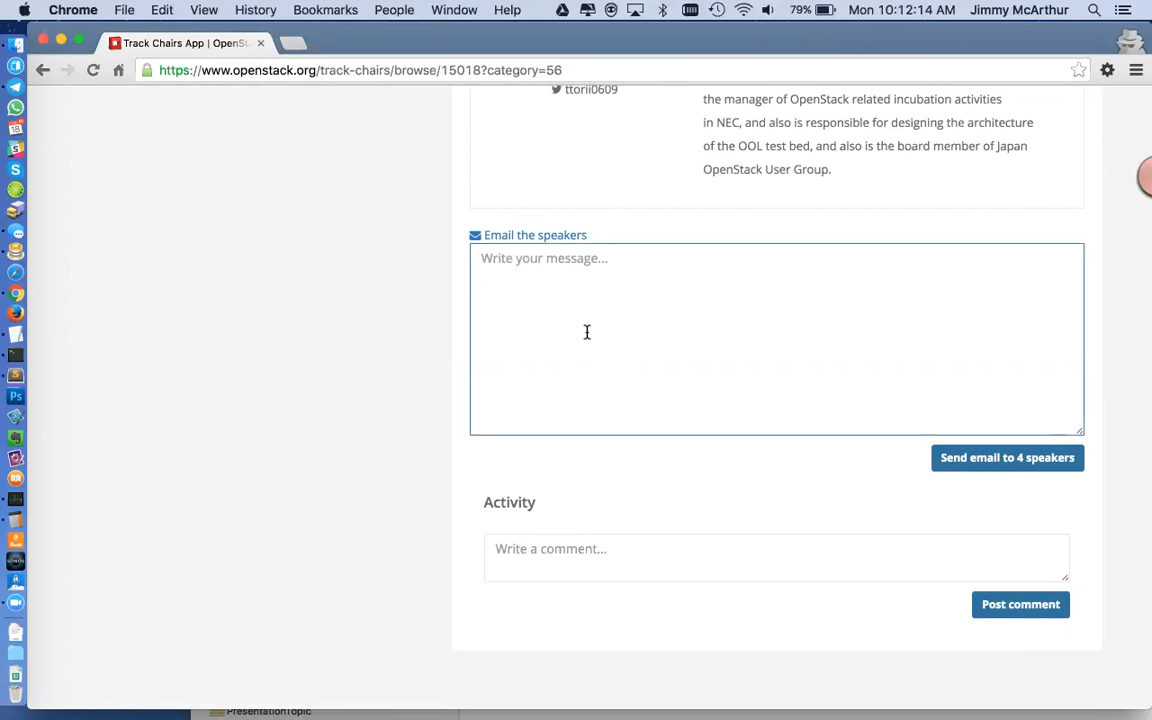 Chrome File Edit View History Bookmarks People Window Help 79% Mon 10:12:14 AM Jimmy McArthur
Track Chairs App | OpenSt
https://www.openstack.org/track-chairs/browse/15018?category=56
ttorii0609
the manager of OpenStack related incubation activities
in NEC, and also is responsible for designing the architecture
of the OOL test bed, and also is the board member of Japan
OpenStack User Group.
Email the speakers
Write your message...
Send email to 4 speakers
Activity
Write a comment...
Post comment
PresentationTopic